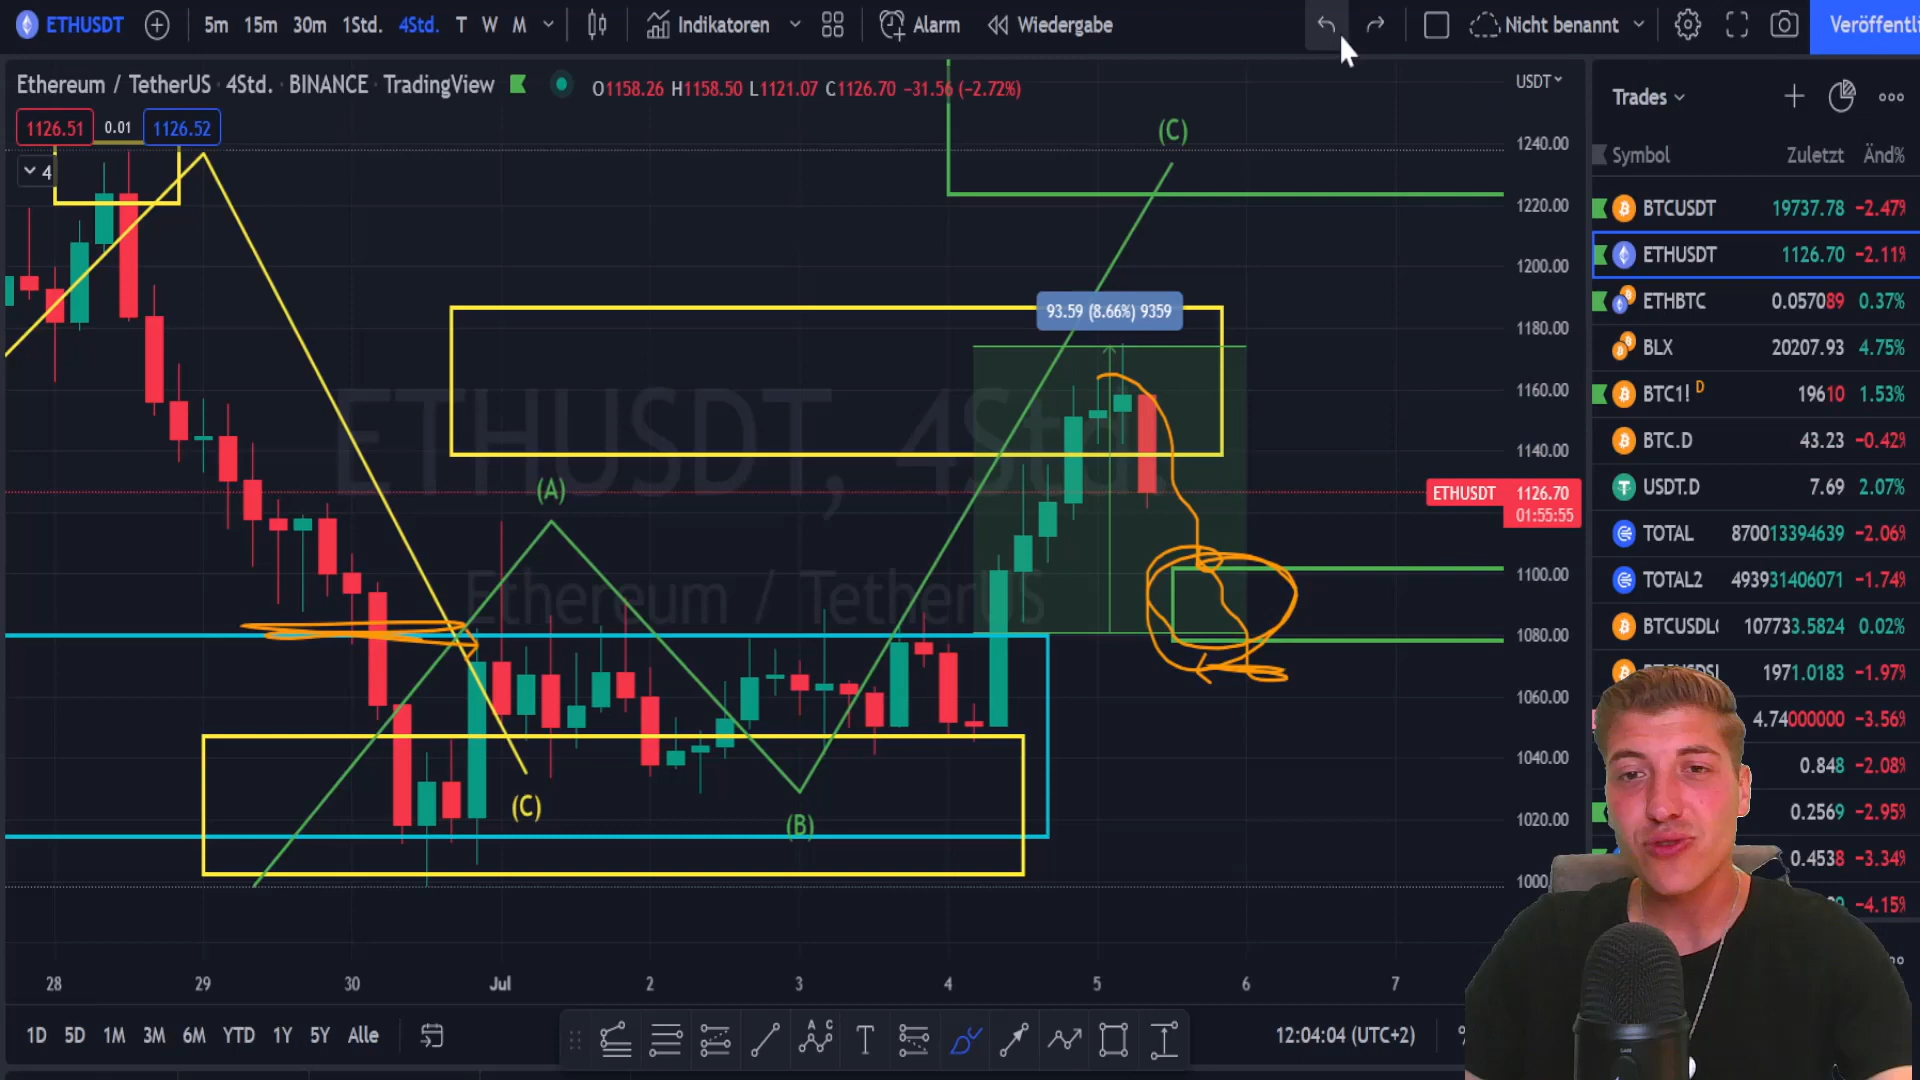 ETHUSDT 5m 15m 30m 1Std. 4Std. T W M Indikatoren Alarm Wiedergabe Nicht benannt Veröffentli
Ethereum / TetherUS · 4Std. · BINANCE · TradingView O1158.26 H1158.50 L1121.07 C1126.70 −31.56 (−2.72%)
1126.51 0.01 1126.52
4
USDT
1240.00
1220.00
1200.00
1180.00
1160.00
1140.00
ETHUSDT 1126.70
01:55:55
1100.00
1080.00
1060.00
1040.00
1020.00
1000
(C)
93.59 (8.66%) 9359
(A)
(C)
(B)
ETHUSDT, 4Std.
Ethereum / TetherUS
28 29 30 Jul 2 3 4 5 6 7
1D 5D 1M 3M 6M YTD 1Y 5Y Alle
12:04:04 (UTC+2)
Trades
Symbol Zuletzt Änd%
BTCUSDT 19737.78 −2.47%
ETHUSDT 1126.70 −2.11%
ETHBTC 0.057089 0.37%
BLX 20207.93 4.75%
BTC1! D 19610 1.53%
BTC.D 43.23 −0.42%
USDT.D 7.69 2.07%
TOTAL 870013394639 −2.06%
TOTAL2 493931406071 −1.74%
BTCUSDL 107733.5824 0.02%
1971.0183 −1.97%
4.74000000 −3.56%
0.848 −2.08%
0.2569 −2.95%
0.4538 −3.34%
−4.15%